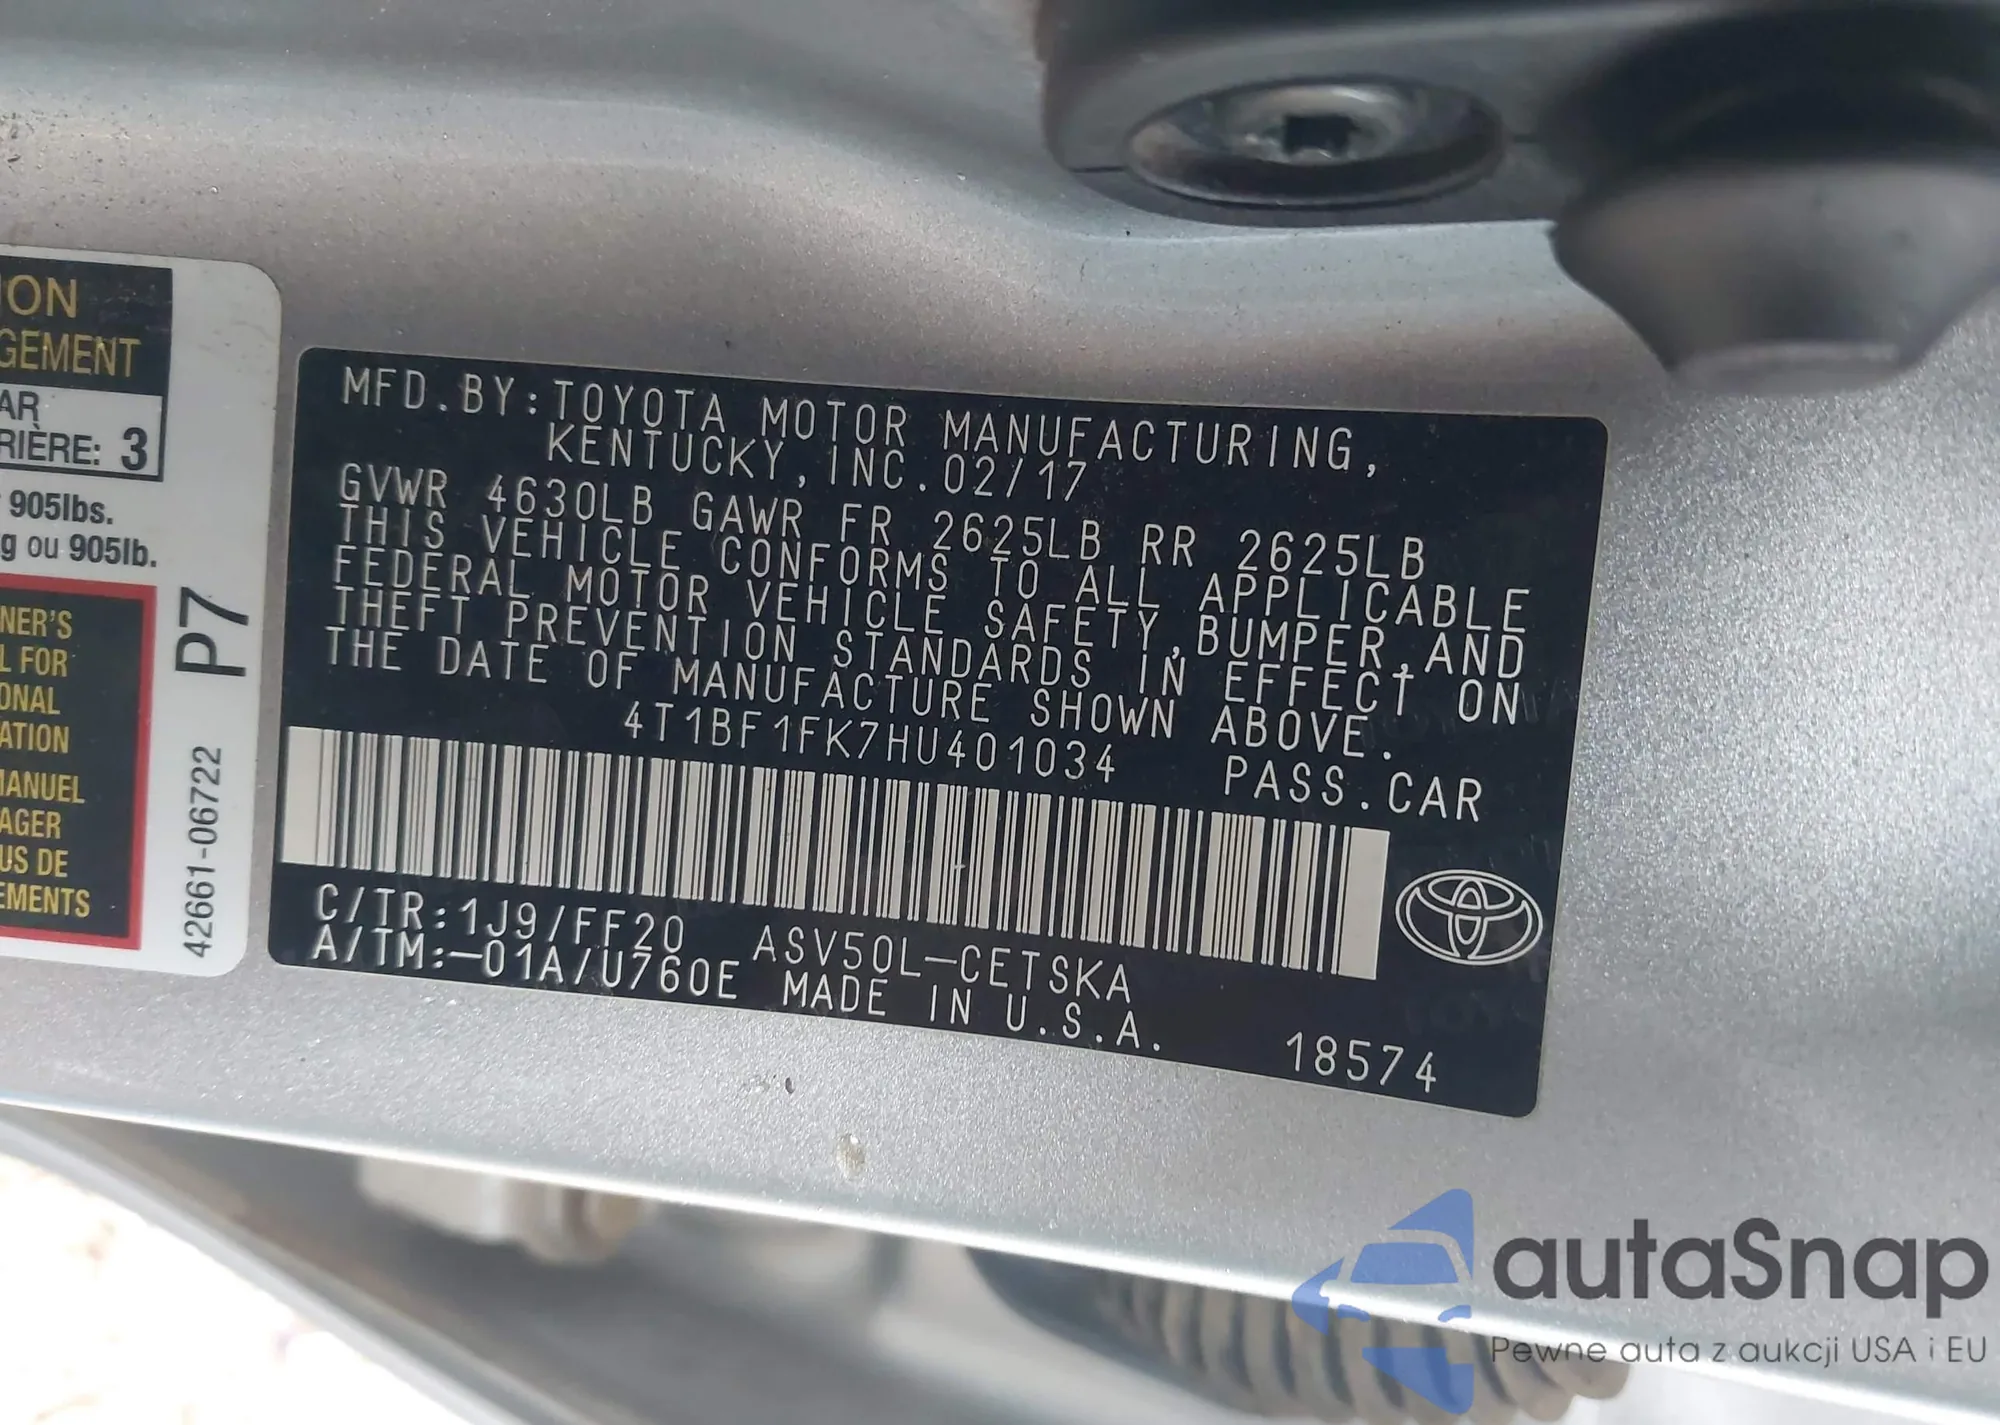 ION
GEMENT
AR
RIÈRE: 3
905lbs.
g ou 905lb.
NER'S
L FOR
ONAL
ATION
MANUEL
AGER
US DE
EMENTS
P7
42661-06722
MFD.BY:TOYOTA MOTOR MANUFACTURING,
KENTUCKY,INC.02/17
GVWR 4630LB GAWR FR 2625LB RR 2625LB
THIS VEHICLE CONFORMS TO ALL APPLICABLE
FEDERAL MOTOR VEHICLE SAFETY,BUMPER,AND
THEFT PREVENTION STANDARDS IN EFFECT ON
THE DATE OF MANUFACTURE SHOWN ABOVE.
4T1BF1FK7HU401034 PASS.CAR
C/TR:1J9/FF20 ASV50L-CETSKA
A/TM:-01A/U760E MADE IN U.S.A.
18574
autaSnap
Pewne auta z aukcji USA i EU